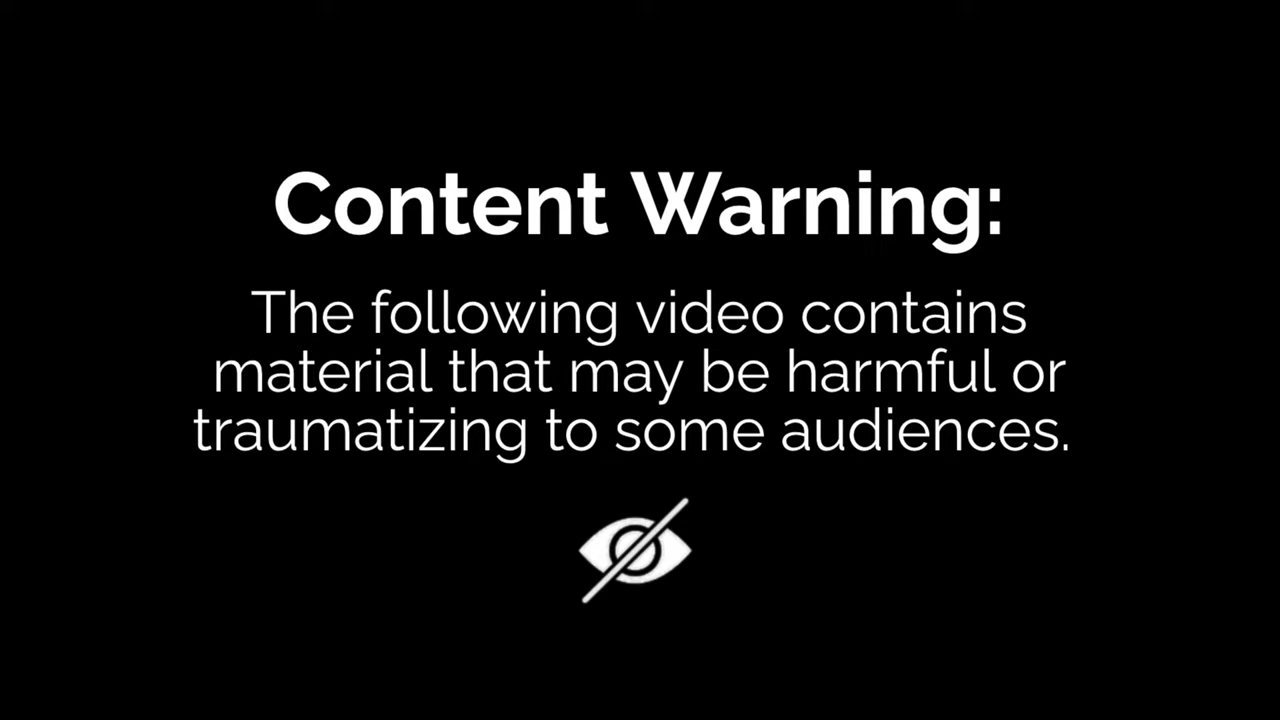 Content Warning:
The following video contains
material that may be harmful or
traumatizing to some audiences.